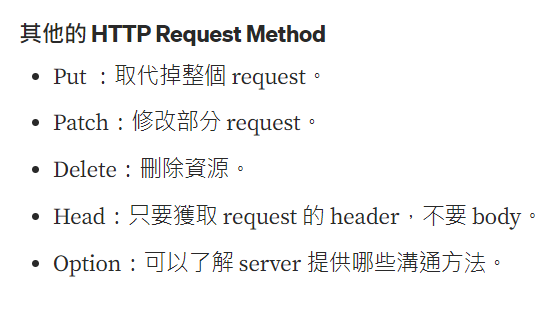 其他的 HTTP Request Method
• Put ：取代掉整個 request。
• Patch：修改部分 request。
• Delete：刪除資源。
• Head：只要獲取 request 的 header，不要 body。
• Option：可以了解 server 提供哪些溝通方法。